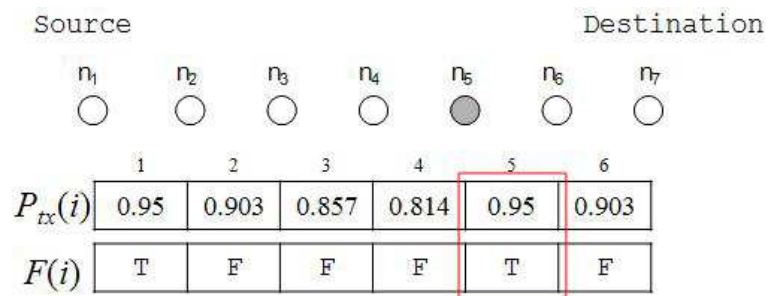 Source Destination
n1 n2 n3 n4 n5 n6 n7
1 2 3 4 5 6
Ptx(i) 0.95 0.903 0.857 0.814 0.95 0.903
F(i) T F F F T F